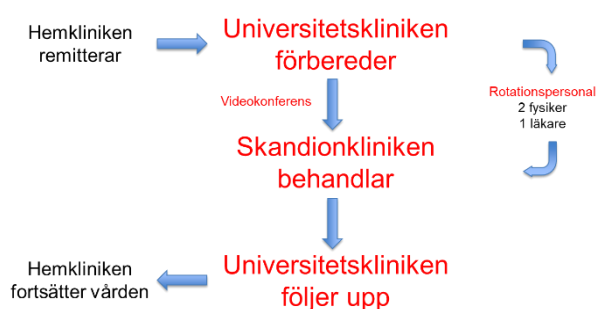 Hemkliniken
remitterar
Universitetskliniken
förbereder
Videokonferens
Rotationspersonal
2 fysiker
1 läkare
Skandionkliniken
behandlar
Universitetskliniken
följer upp
Hemkliniken
fortsätter vården